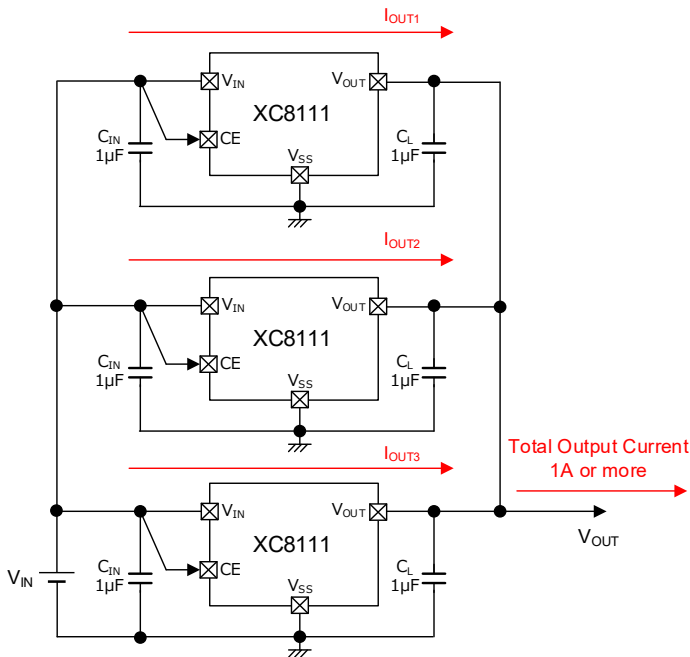 IOUT1
VIN
VOUT
XC8111
CIN
1µF
CE
CL
1µF
VSS
IOUT2
VIN
VOUT
XC8111
CIN
1µF
CE
CL
1µF
VSS
IOUT3
Total Output Current
1A or more
VIN
VOUT
XC8111
VOUT
CIN
1µF
CE
CL
1µF
VIN
VSS